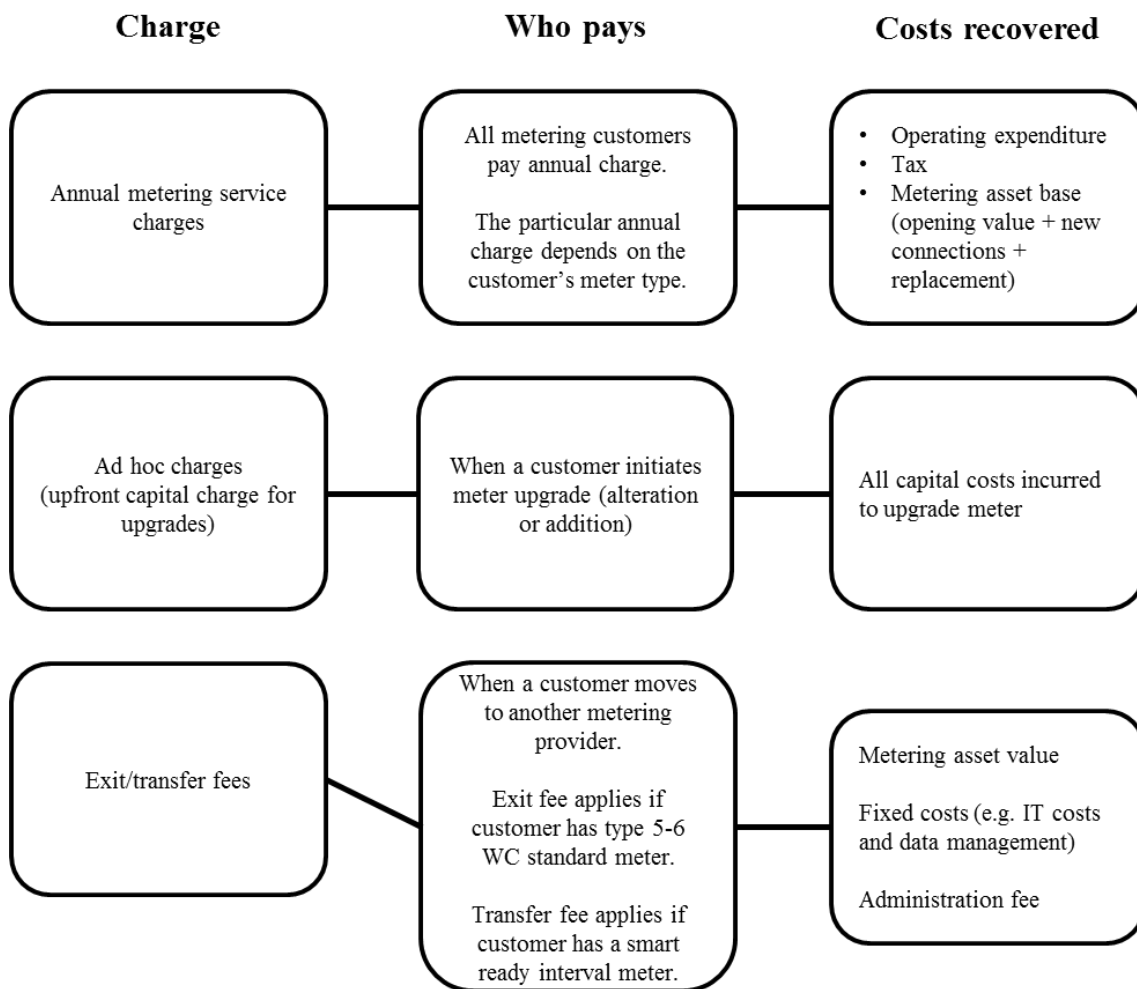 Charge
Who pays
Costs recovered
Annual metering service
charges
All metering customers
pay annual charge.
The particular annual
charge depends on the
customer's meter type.
• Operating expenditure
• Tax
• Metering asset base
(opening value + new
connections +
replacement)
Ad hoc charges
(upfront capital charge for
upgrades)
When a customer initiates
meter upgrade (alteration
or addition)
All capital costs incurred
to upgrade meter
Exit/transfer fees
When a customer moves
to another metering
provider.
Exit fee applies if
customer has type 5-6
WC standard meter.
Transfer fee applies if
customer has a smart
ready interval meter.
Metering asset value
Fixed costs (e.g. IT costs
and data management)
Administration fee